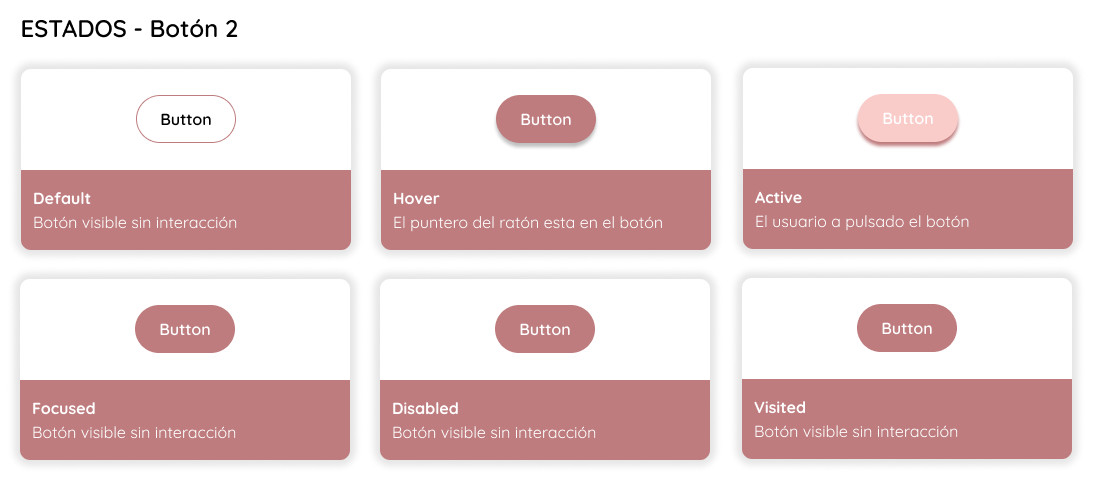 ESTADOS - Botón 2
Button
Default
Botón visible sin interacción
Button
Hover
El puntero del ratón esta en el botón
Button
Active
El usuario a pulsado el botón
Button
Focused
Botón visible sin interacción
Button
Disabled
Botón visible sin interacción
Button
Visited
Botón visible sin interacción